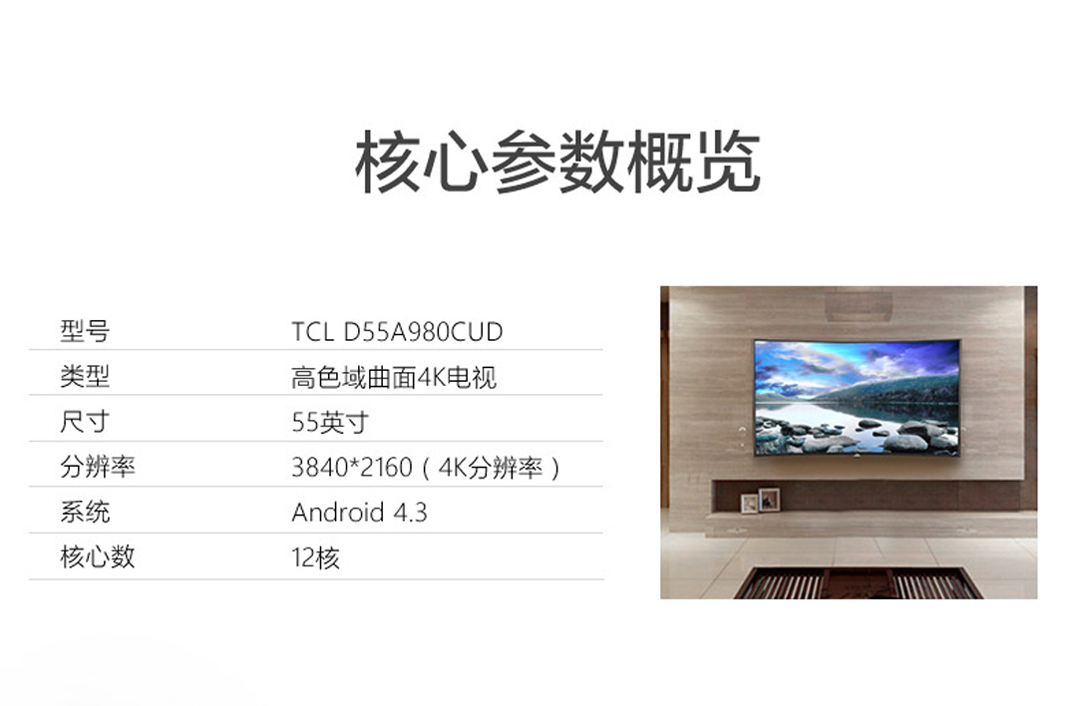 核心参数概览
型号 TCL D55A980CUD
类型 高色域曲面4K电视
尺寸 55英寸
分辨率 3840*2160（4K分辨率）
系统 Android 4.3
核心数 12核